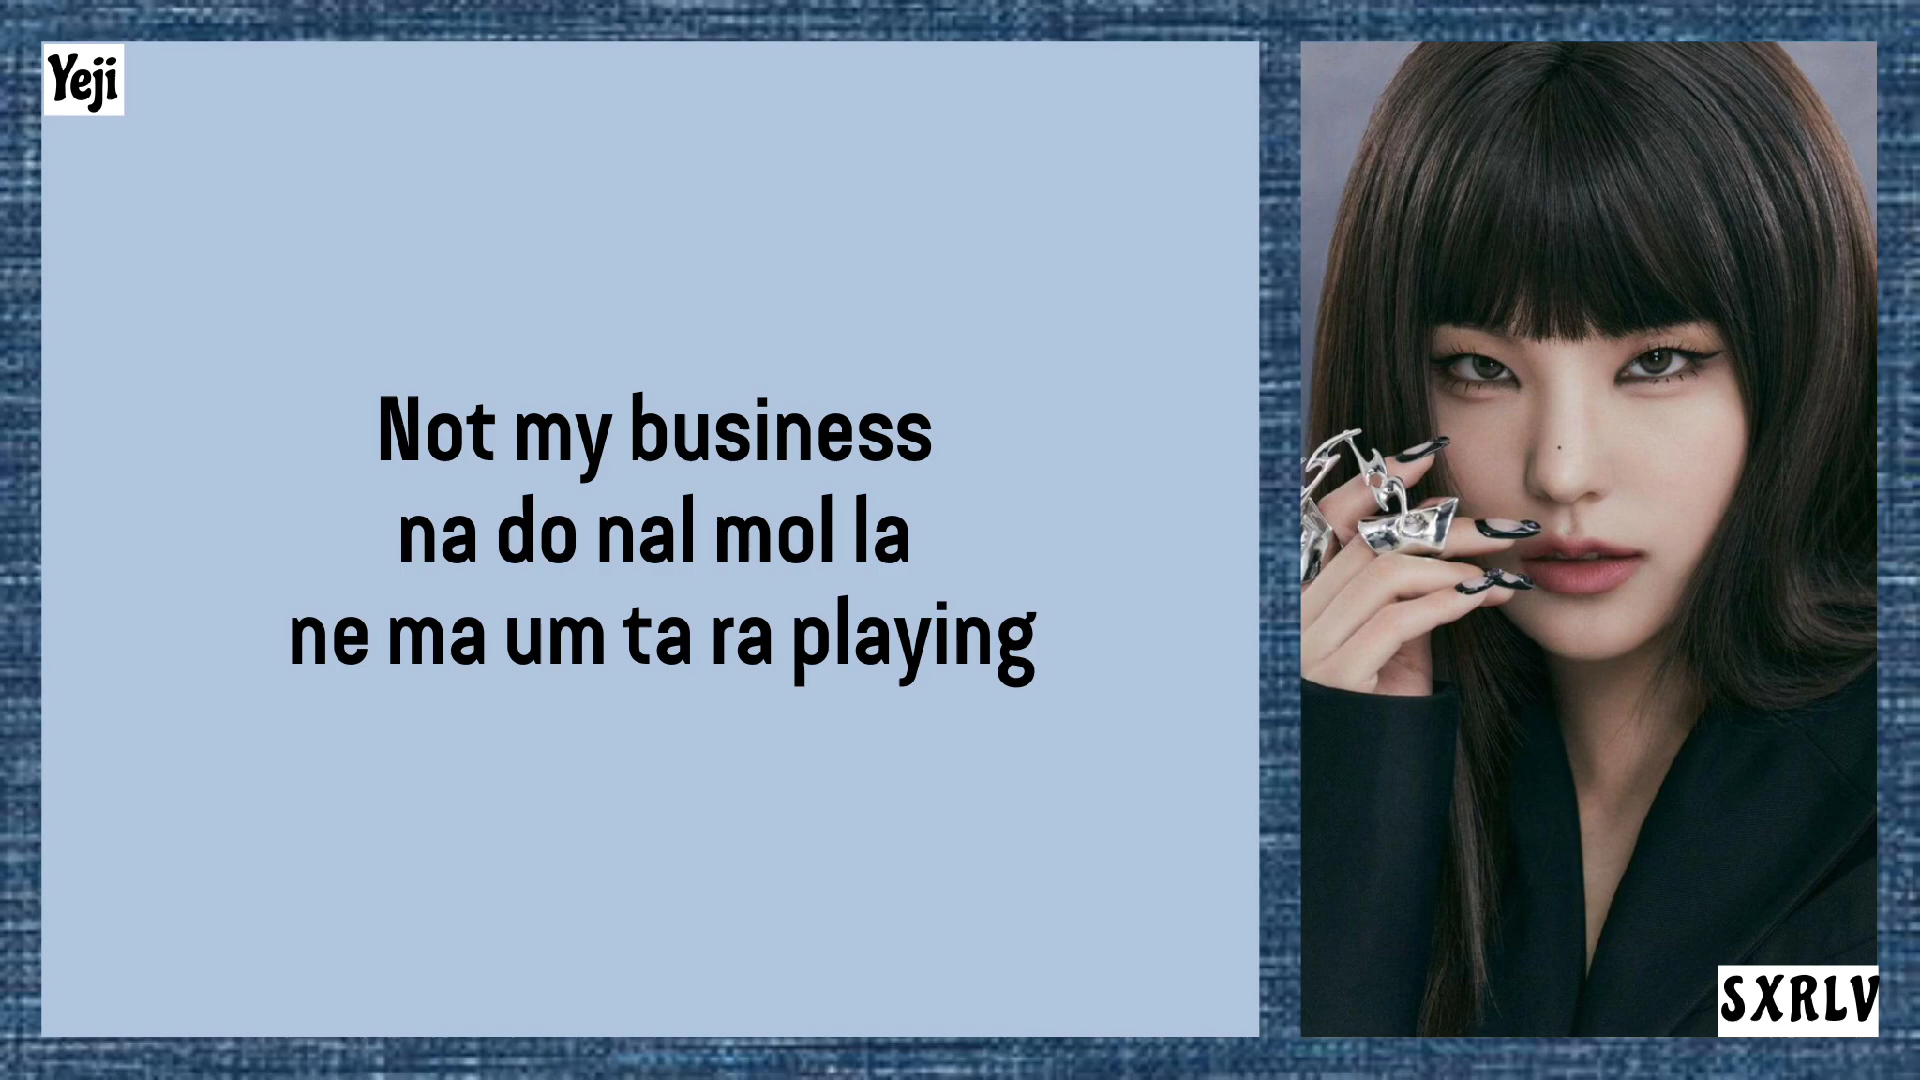 Yeji
Not my business
na do nal mol la
ne ma um ta ra playing
SXRLV